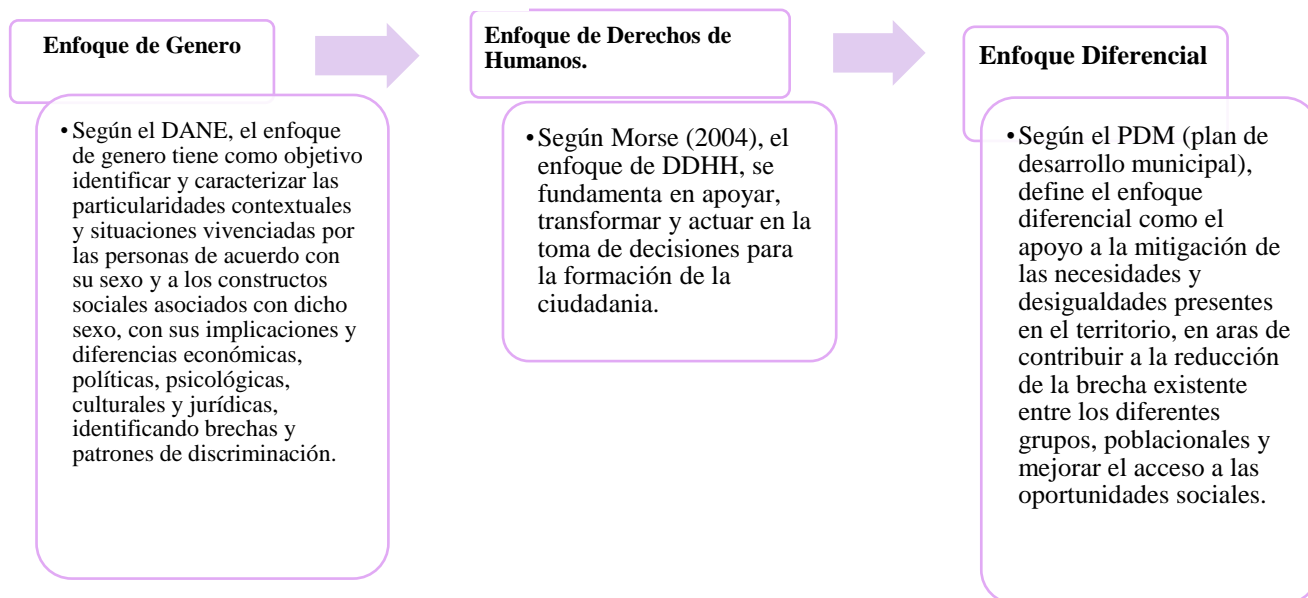 Enfoque de Genero
• Según el DANE, el enfoque
de genero tiene como objetivo
identificar y caracterizar las
particularidades contextuales
y situaciones vivenciadas por
las personas de acuerdo con
su sexo y a los constructos
sociales asociados con dicho
sexo, con sus implicaciones y
diferencias económicas,
políticas, psicológicas,
culturales y jurídicas,
identificando brechas y
patrones de discriminación.
Enfoque de Derechos de
Humanos.
• Según Morse (2004), el
enfoque de DDHH, se
fundamenta en apoyar,
transformar y actuar en la
toma de decisiones para
la formación de la
ciudadania.
Enfoque Diferencial
• Según el PDM (plan de
desarrollo municipal),
define el enfoque
diferencial como el
apoyo a la mitigación de
las necesidades y
desigualdades presentes
en el territorio, en aras de
contribuir a la reducción
de la brecha existente
entre los diferentes
grupos, poblacionales y
mejorar el acceso a las
oportunidades sociales.